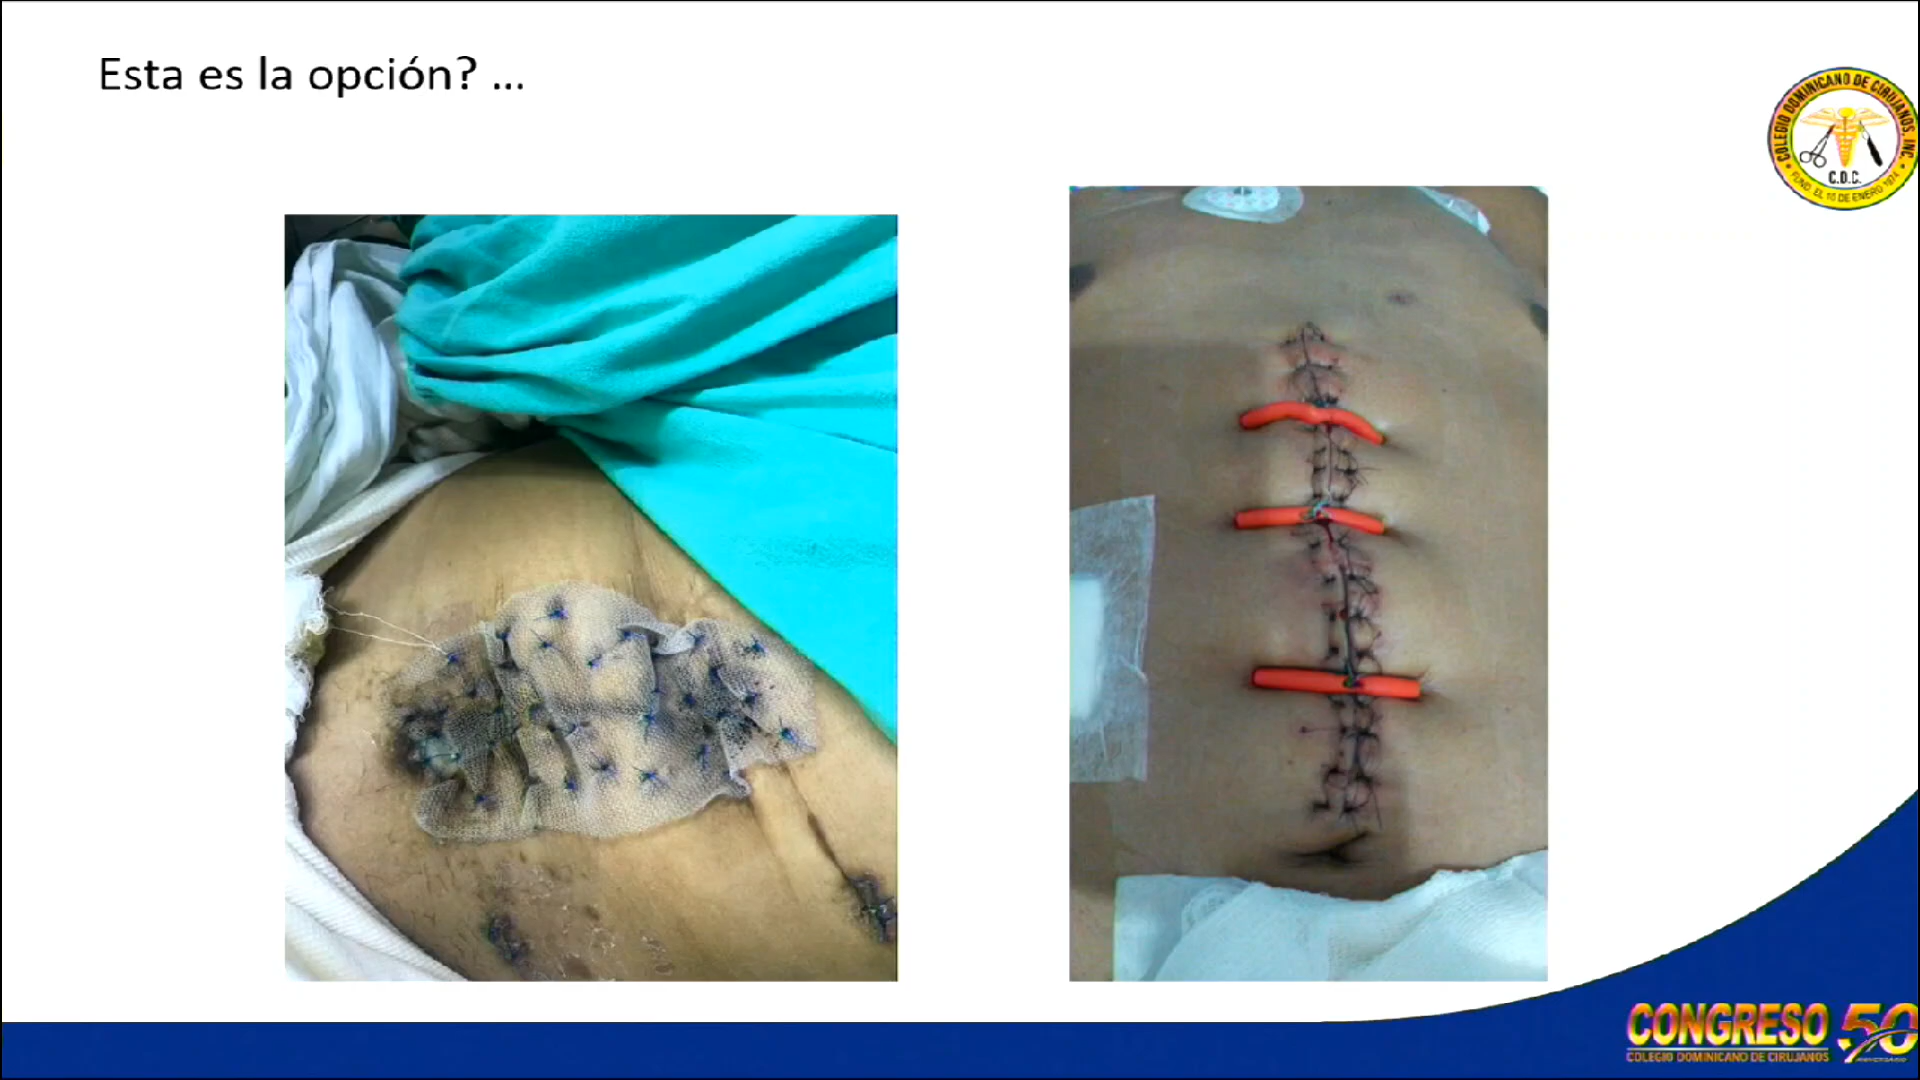 Esta es la opción? ...
COLEGIO DOMINICANO DE CIRUJANOS, INC.
C.D.C.
FUND. EL 10 DE ENERO 1974
CONGRESO 50
COLEGIO DOMINICANO DE CIRUJANOS ANIVERSARIO